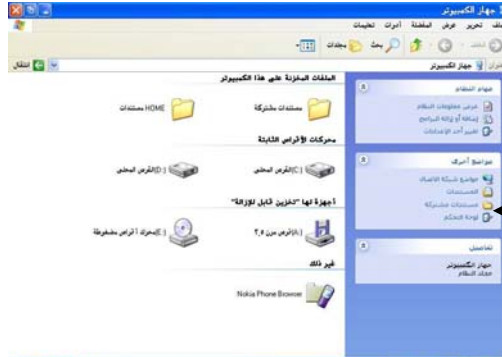 جهاز الكمبيوتر
ملف تحرير عرض المفضلة أدوات تعليمات
بحث مجلدات
جهاز الكمبيوتر
انتقال
مهام النظام
عرض معلومات النظام
إضافة أو إزالة البرامج
تغيير أحد الإعدادات
مواضع أخرى
مواضع شبكة الاتصال
المستندات
مستندات مشتركة
لوحة التحكم
تفاصيل
جهاز الكمبيوتر
مجلد النظام
الملفات المخزنة على هذا الكمبيوتر
مستندات مشتركة
مستندات HOME
محركات الأقراص الثابتة
القرص المحلي (C:)
القرص المحلي (D:)
أجهزة لها "تخزين قابل للإزالة"
قرص مرن ٣٫٥ (A:)
محرك أقراص مضغوطة (E:)
غير ذلك
Nokia Phone Browser